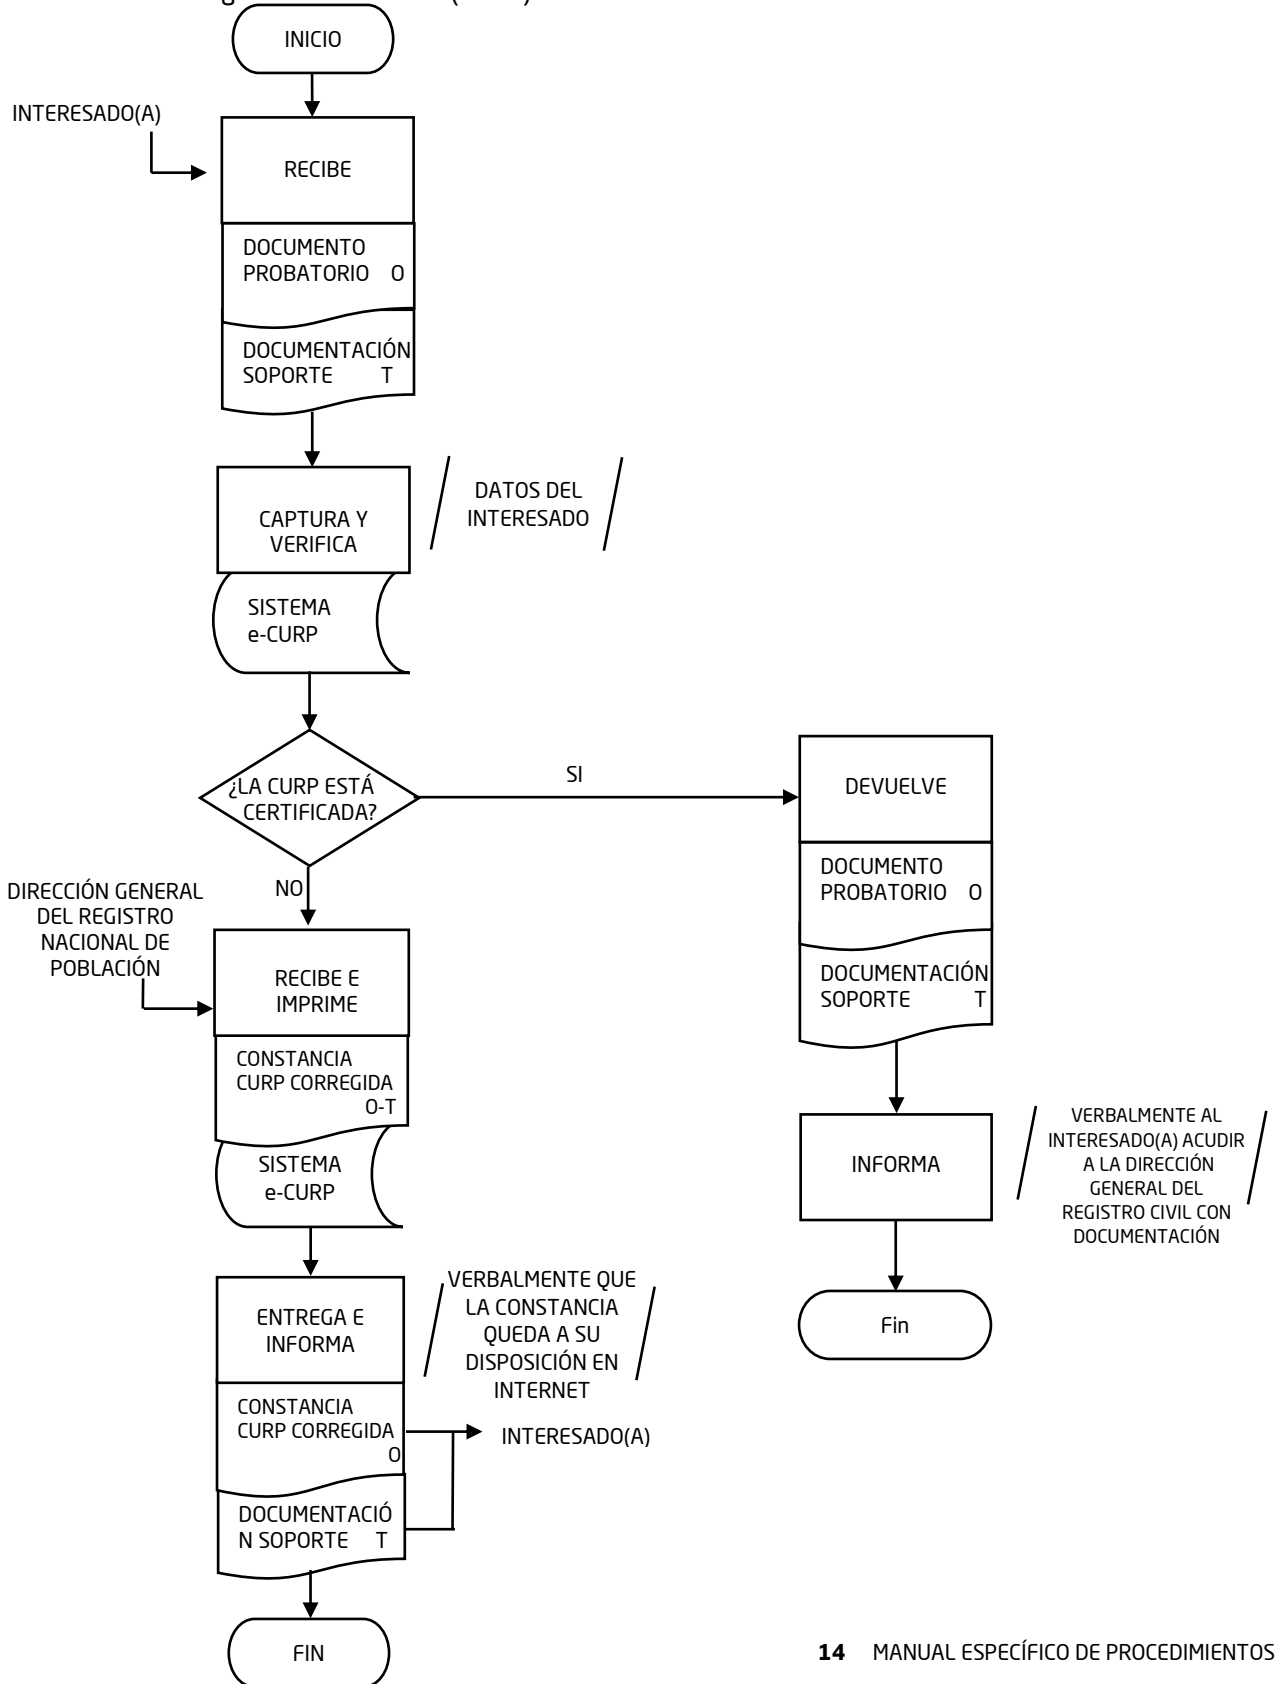 INICIO
INTERESADO(A)
RECIBE
DOCUMENTO
PROBATORIO O
DOCUMENTACIÓN
SOPORTE T
CAPTURA Y
VERIFICA
DATOS DEL
INTERESADO
SISTEMA
e-CURP
¿LA CURP ESTÁ
CERTIFICADA?
SI
DEVUELVE
DOCUMENTO
PROBATORIO O
DOCUMENTACIÓN
SOPORTE T
INFORMA
VERBALMENTE AL
INTERESADO(A) ACUDIR
A LA DIRECCIÓN
GENERAL DEL
REGISTRO CIVIL CON
DOCUMENTACIÓN
Fin
NO
DIRECCIÓN GENERAL
DEL REGISTRO
NACIONAL DE
POBLACIÓN
RECIBE E
IMPRIME
CONSTANCIA
CURP CORREGIDA
O-T
SISTEMA
e-CURP
ENTREGA E
INFORMA
VERBALMENTE QUE
LA CONSTANCIA
QUEDA A SU
DISPOSICIÓN EN
INTERNET
CONSTANCIA
CURP CORREGIDA
O
INTERESADO(A)
DOCUMENTACIÓ
N SOPORTE T
FIN
14 MANUAL ESPECÍFICO DE PROCEDIMIENTOS